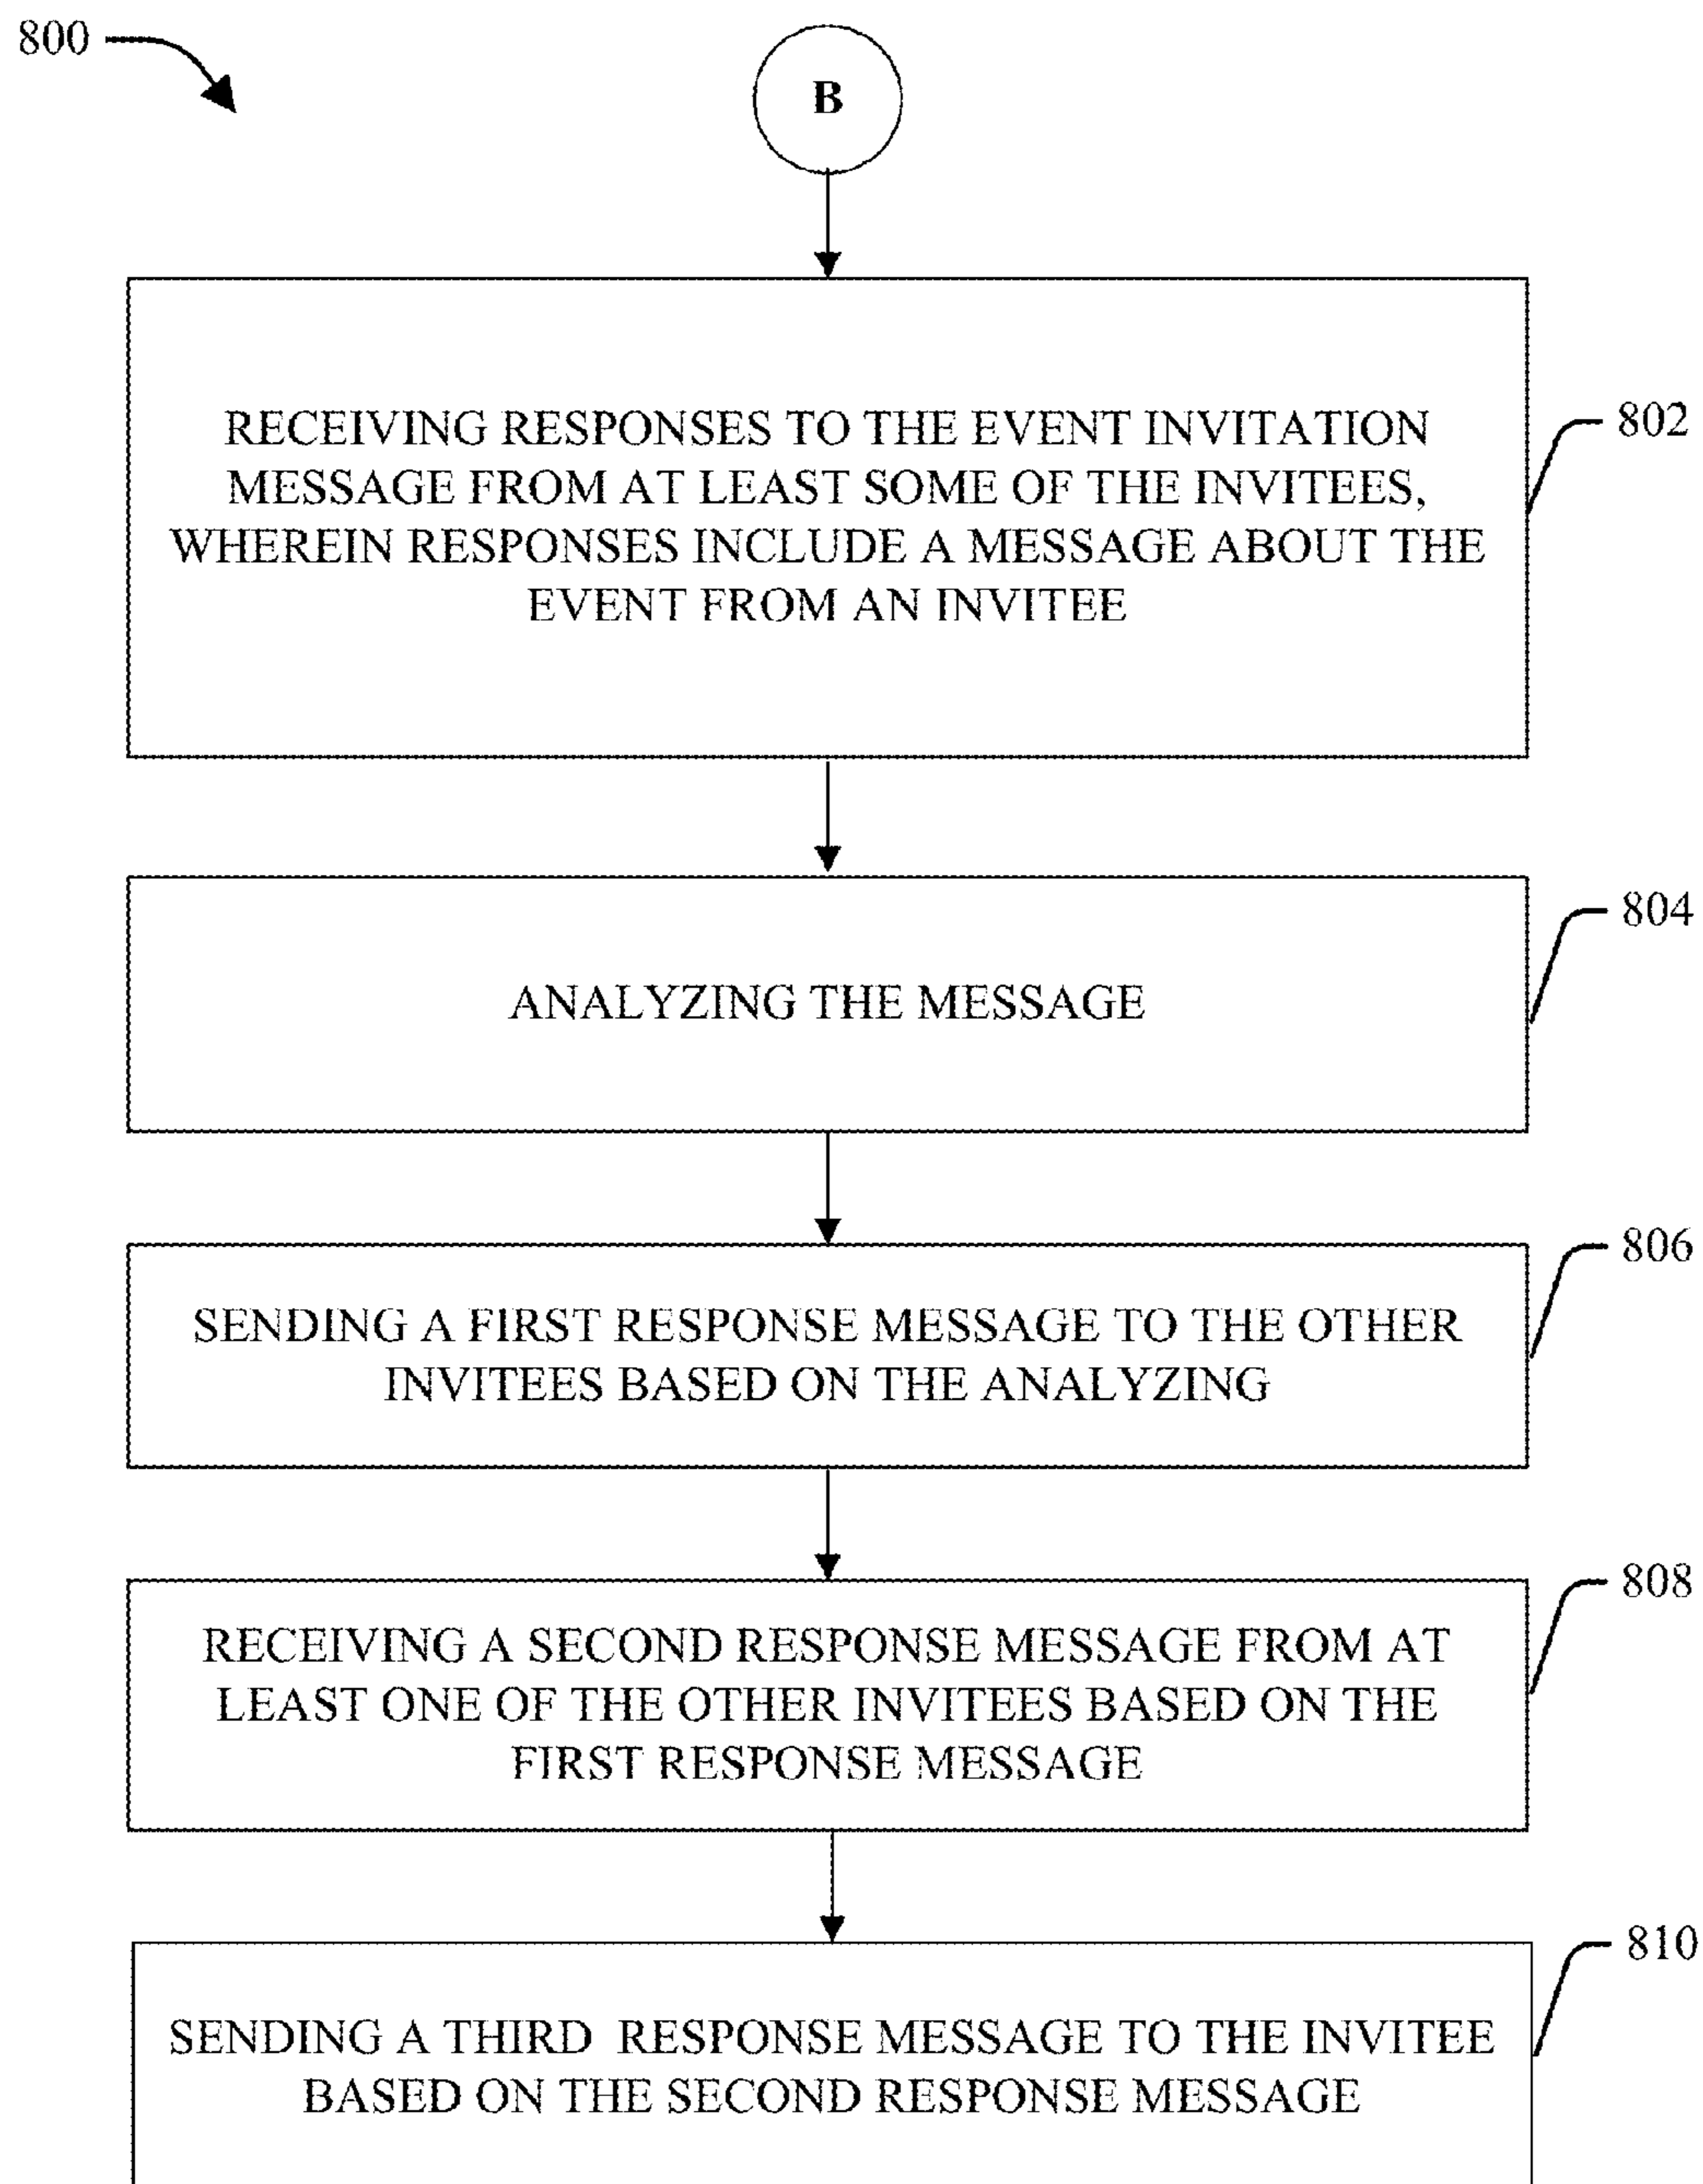 800
B
RECEIVING RESPONSES TO THE EVENT INVITATION
MESSAGE FROM AT LEAST SOME OF THE INVITEES,
WHEREIN RESPONSES INCLUDE A MESSAGE ABOUT THE
EVENT FROM AN INVITEE
802
ANALYZING THE MESSAGE
804
SENDING A FIRST RESPONSE MESSAGE TO THE OTHER
INVITEES BASED ON THE ANALYZING
806
RECEIVING A SECOND RESPONSE MESSAGE FROM AT
LEAST ONE OF THE OTHER INVITEES BASED ON THE
FIRST RESPONSE MESSAGE
808
SENDING A THIRD RESPONSE MESSAGE TO THE INVITEE
BASED ON THE SECOND RESPONSE MESSAGE
810